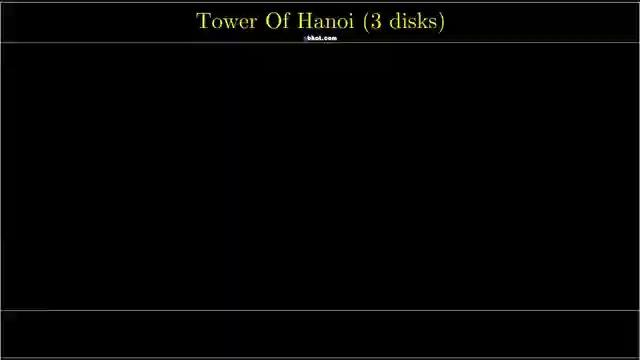 Tower Of Hanoi (3 disks)